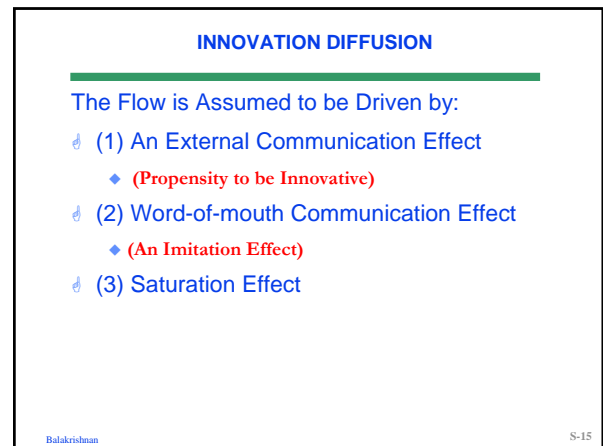 INNOVATION DIFFUSION
The Flow is Assumed to be Driven by:
(1) An External Communication Effect
(Propensity to be Innovative)
(2) Word-of-mouth Communication Effect
(An Imitation Effect)
(3) Saturation Effect
Balakrishnan
S-15